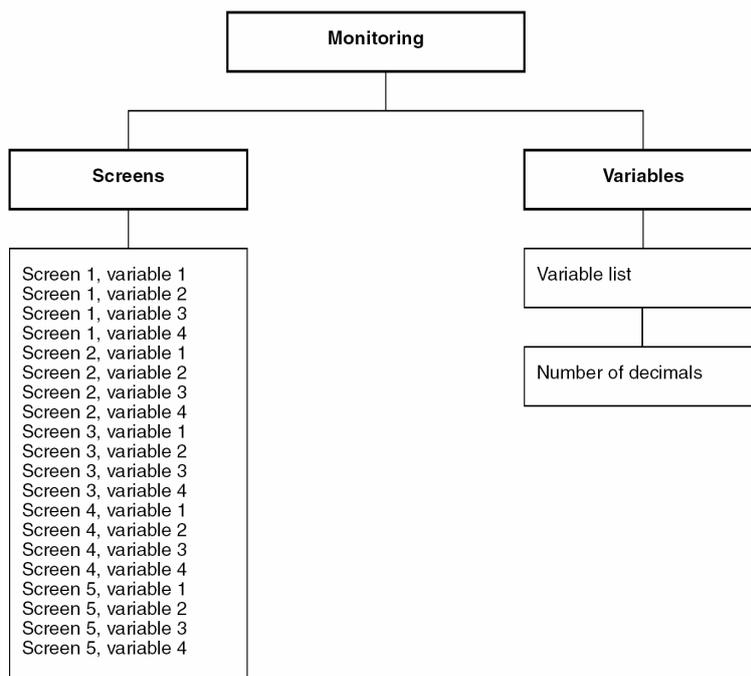 Monitoring
Screens
Variables
Screen 1, variable 1
Screen 1, variable 2
Screen 1, variable 3
Screen 1, variable 4
Screen 2, variable 1
Screen 2, variable 2
Screen 2, variable 3
Screen 2, variable 4
Screen 3, variable 1
Screen 3, variable 2
Screen 3, variable 3
Screen 3, variable 4
Screen 4, variable 1
Screen 4, variable 2
Screen 4, variable 3
Screen 4, variable 4
Screen 5, variable 1
Screen 5, variable 2
Screen 5, variable 3
Screen 5, variable 4
Variable list
Number of decimals